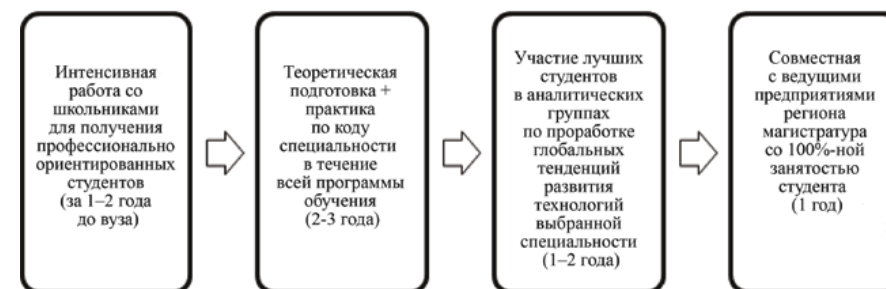 Интенсивная
работа со
школьниками
для получения
профессионально
ориентированных
студентов
(за 1–2 года
до вуза)
Теоретическая
подготовка +
практика
по коду
специальности
в течение
всей программы
обучения
(2-3 года)
Участие лучших
студентов
в аналитических
группах
по проработке
глобальных
тенденций
развития
технологий
выбранной
специальности
(1–2 года)
Совместная
с ведущими
предприятиями
региона
магистратура
со 100%-ной
занятостью
студента
(1 год)